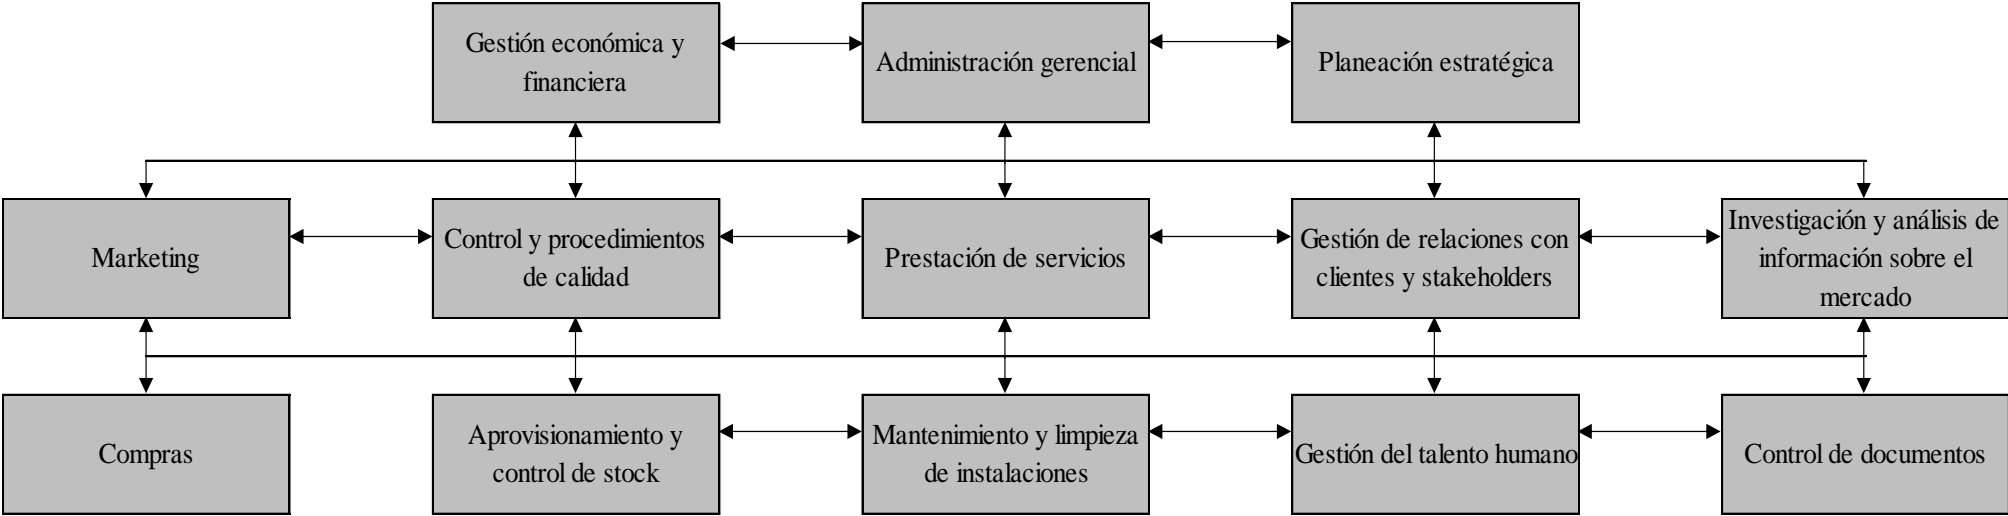 Gestión económica y
financiera
Administración gerencial
Planeación estratégica
Marketing
Control y procedimientos
de calidad
Prestación de servicios
Gestión de relaciones con
clientes y stakeholders
Investigación y análisis de
información sobre el
mercado
Compras
Aprovisionamiento y
control de stock
Mantenimiento y limpieza
de instalaciones
Gestión del talento humano
Control de documentos